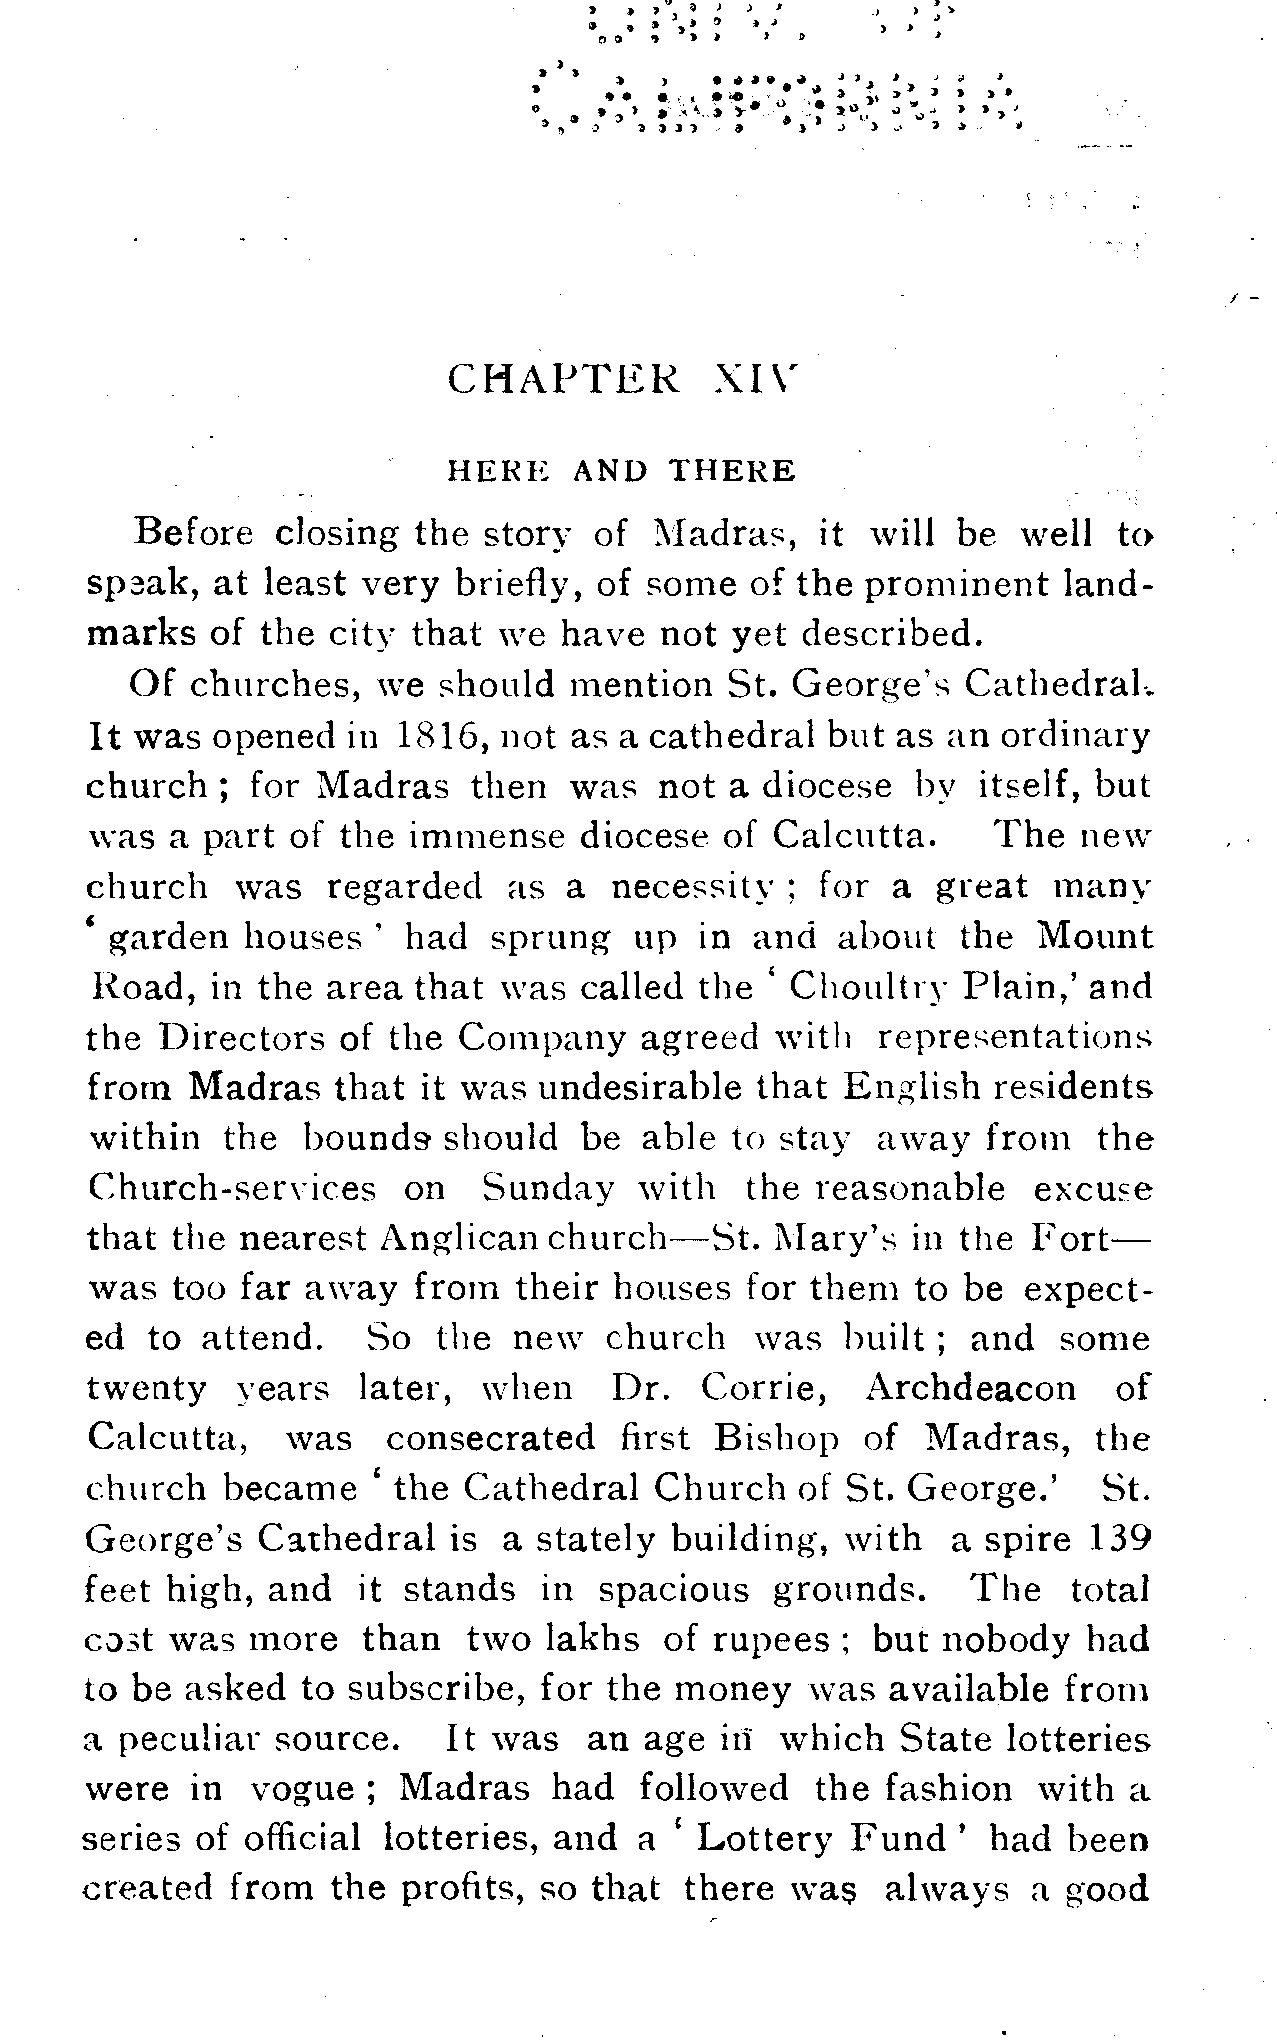 UNIV. OF
CALIFORNIA
CHAPTER XIV
HERE AND THERE
Before closing the story of Madras, it will be well to
speak, at least very briefly, of some of the prominent land-
marks of the city that we have not yet described.
Of churches, we should mention St. George's Cathedral.
It was opened in 1816, not as a cathedral but as an ordinary
church ; for Madras then was not a diocese by itself, but
was a part of the immense diocese of Calcutta. The new
church was regarded as a necessity ; for a great many
‘ garden houses ’ had sprung up in and about the Mount
Road, in the area that was called the ‘ Choultry Plain,’ and
the Directors of the Company agreed with representations
from Madras that it was undesirable that English residents
within the bounds should be able to stay away from the
Church-services on Sunday with the reasonable excuse
that the nearest Anglican church—St. Mary's in the Fort—
was too far away from their houses for them to be expect-
ed to attend. So the new church was built ; and some
twenty years later, when Dr. Corrie, Archdeacon of
Calcutta, was consecrated first Bishop of Madras, the
church became ‘ the Cathedral Church of St. George.’ St.
George's Cathedral is a stately building, with a spire 139
feet high, and it stands in spacious grounds. The total
cost was more than two lakhs of rupees ; but nobody had
to be asked to subscribe, for the money was available from
a peculiar source. It was an age in which State lotteries
were in vogue ; Madras had followed the fashion with a
series of official lotteries, and a ‘ Lottery Fund ’ had been
created from the profits, so that there was always a good